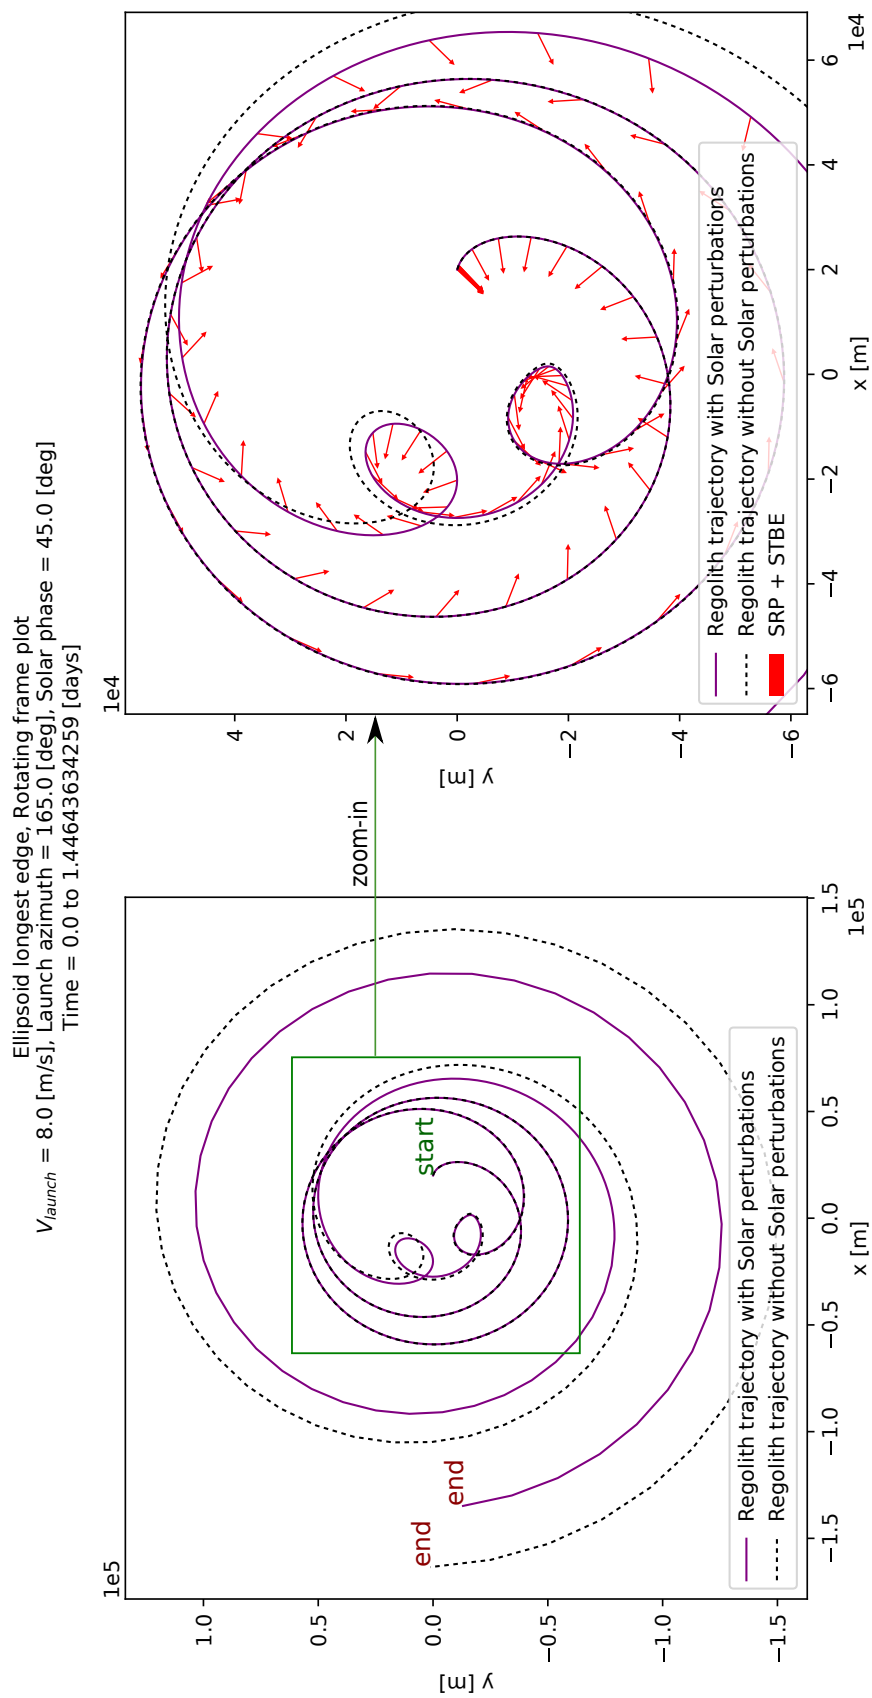 Ellipsoid longest edge, Rotating frame plot
V_launch = 8.0 [m/s], Launch azimuth = 165.0 [deg], Solar phase = 45.0 [deg]
Time = 0.0 to 1.44643634259 [days]
1e5
1.0
0.5
0.0
−0.5
−1.0
−1.5
y [m]
start
end
end
Regolith trajectory with Solar perturbations
Regolith trajectory without Solar perturbations
−1.5
−1.0
−0.5
0.0
0.5
1.0
1.5
x [m]
1e5
zoom-in
1e4
4
2
0
−2
−4
−6
y [m]
Regolith trajectory with Solar perturbations
Regolith trajectory without Solar perturbations
SRP + STBE
−6
−4
−2
0
2
4
6
x [m]
1e4